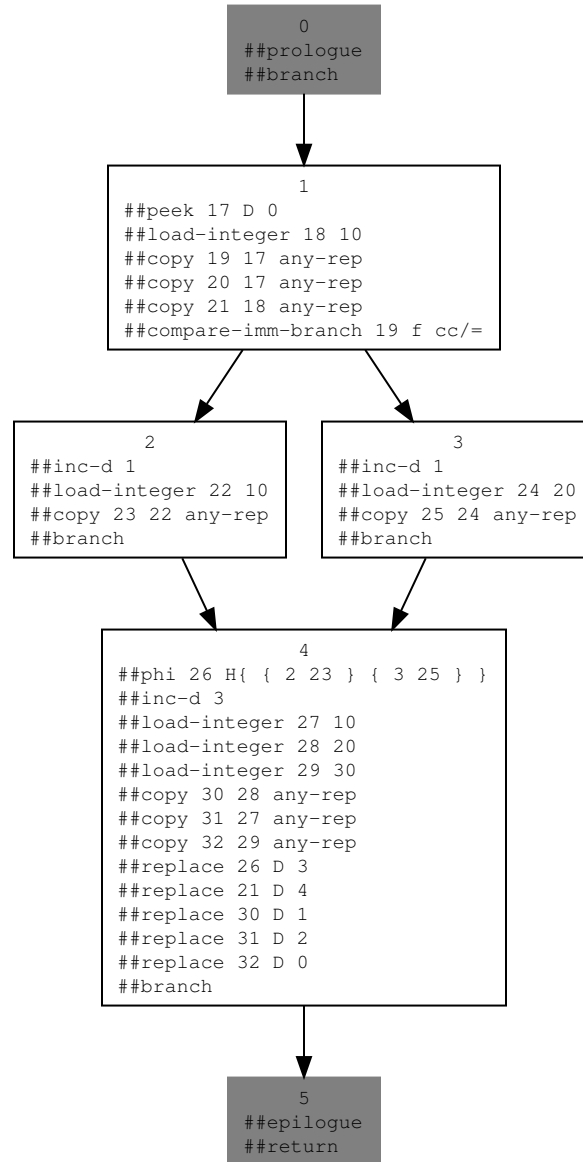 0
##prologue
##branch
1
##peek 17 D 0
##load-integer 18 10
##copy 19 17 any-rep
##copy 20 17 any-rep
##copy 21 18 any-rep
##compare-imm-branch 19 f cc/=
2
##inc-d 1
##load-integer 22 10
##copy 23 22 any-rep
##branch
3
##inc-d 1
##load-integer 24 20
##copy 25 24 any-rep
##branch
4
##phi 26 H{ { 2 23 } { 3 25 } }
##inc-d 3
##load-integer 27 10
##load-integer 28 20
##load-integer 29 30
##copy 30 28 any-rep
##copy 31 27 any-rep
##copy 32 29 any-rep
##replace 26 D 3
##replace 21 D 4
##replace 30 D 1
##replace 31 D 2
##replace 32 D 0
##branch
5
##epilogue
##return